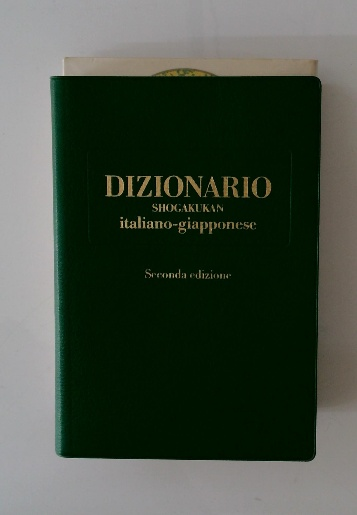 DIZIONARIO
SHOGAKUKAN
italiano-giapponese
Seconda edizione